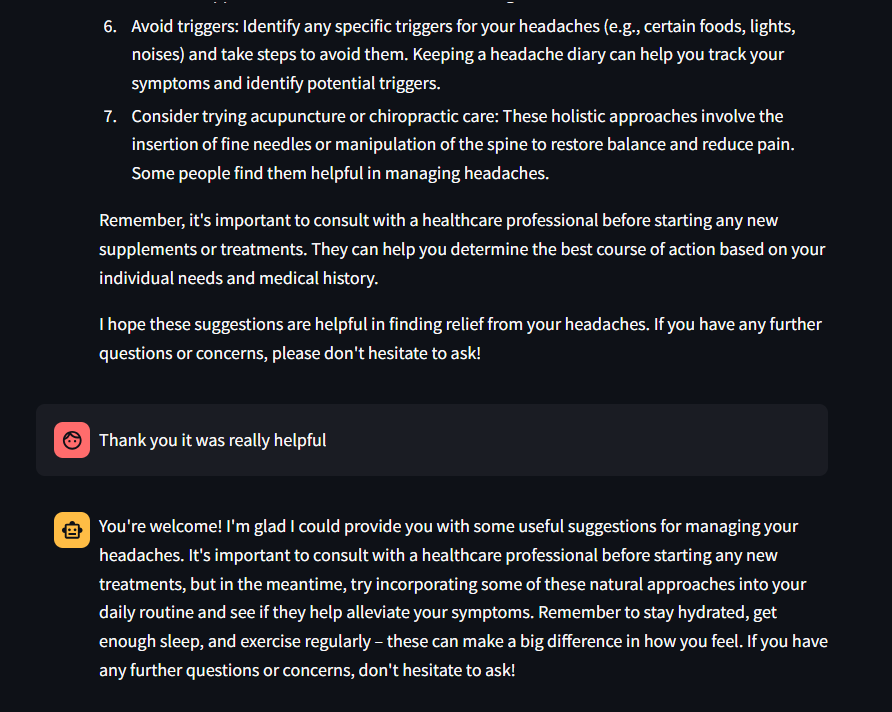 6. Avoid triggers: Identify any specific triggers for your headaches (e.g., certain foods, lights,
noises) and take steps to avoid them. Keeping a headache diary can help you track your
symptoms and identify potential triggers.
7. Consider trying acupuncture or chiropractic care: These holistic approaches involve the
insertion of fine needles or manipulation of the spine to restore balance and reduce pain.
Some people find them helpful in managing headaches.
Remember, it's important to consult with a healthcare professional before starting any new
supplements or treatments. They can help you determine the best course of action based on your
individual needs and medical history.
I hope these suggestions are helpful in finding relief from your headaches. If you have any further
questions or concerns, please don't hesitate to ask!
Thank you it was really helpful
You're welcome! I'm glad I could provide you with some useful suggestions for managing your
headaches. It's important to consult with a healthcare professional before starting any new
treatments, but in the meantime, try incorporating some of these natural approaches into your
daily routine and see if they help alleviate your symptoms. Remember to stay hydrated, get
enough sleep, and exercise regularly – these can make a big difference in how you feel. If you have
any further questions or concerns, don't hesitate to ask!